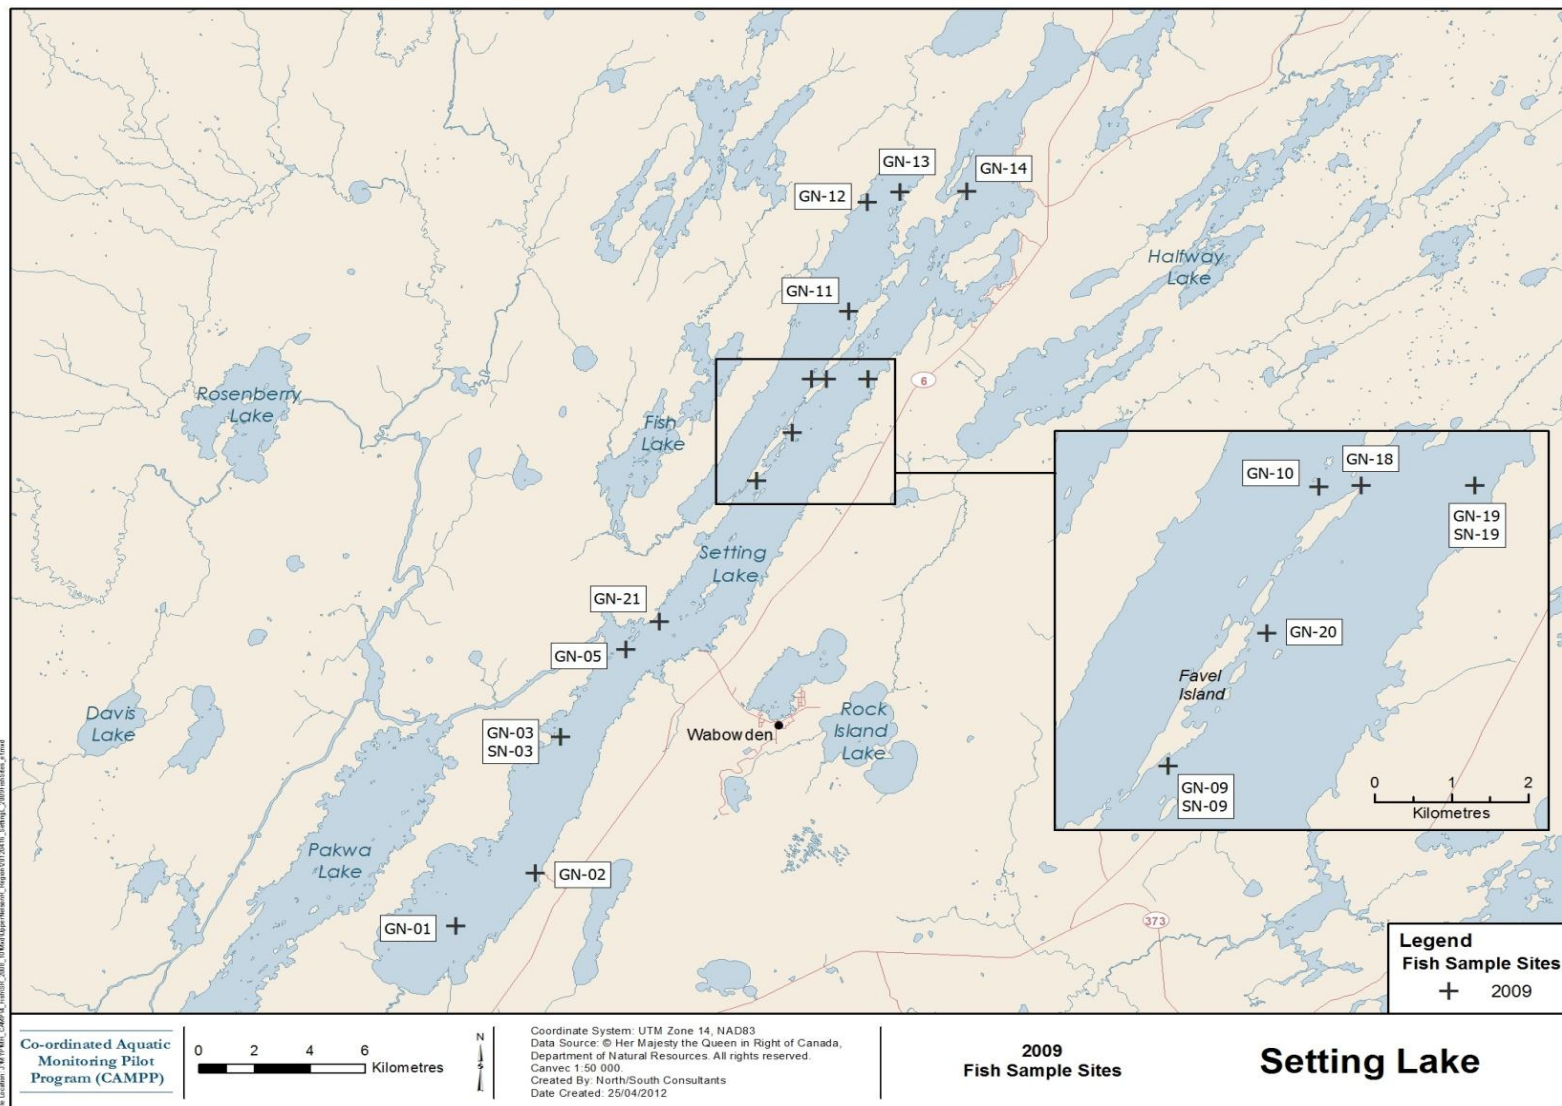 GN-13
GN-14
GN-12
Halfway
Lake
GN-11
6
Rosenberry
Lake
Fish
Lake
GN-18
GN-10
GN-19
SN-19
Setting
Lake
GN-21
GN-20
GN-05
Favel
Island
Davis
Lake
Rock
Island
Lake
GN-03
SN-03
Wabowden
GN-09
SN-09
0 1 2
Kilometres
Pakwa
Lake
GN-02
GN-01
373
Legend
Fish Sample Sites
2009
Co-ordinated Aquatic
Monitoring Pilot
Program (CAMPP)
0 2 4 6
Kilometres
N
S
Coordinate System: UTM Zone 14, NAD83
Data Source: © Her Majesty the Queen in Right of Canada,
Department of Natural Resources. All rights reserved.
Canvec 1:50 000.
Created By: North/South Consultants
Date Created: 25/04/2012
2009
Fish Sample Sites
Setting Lake